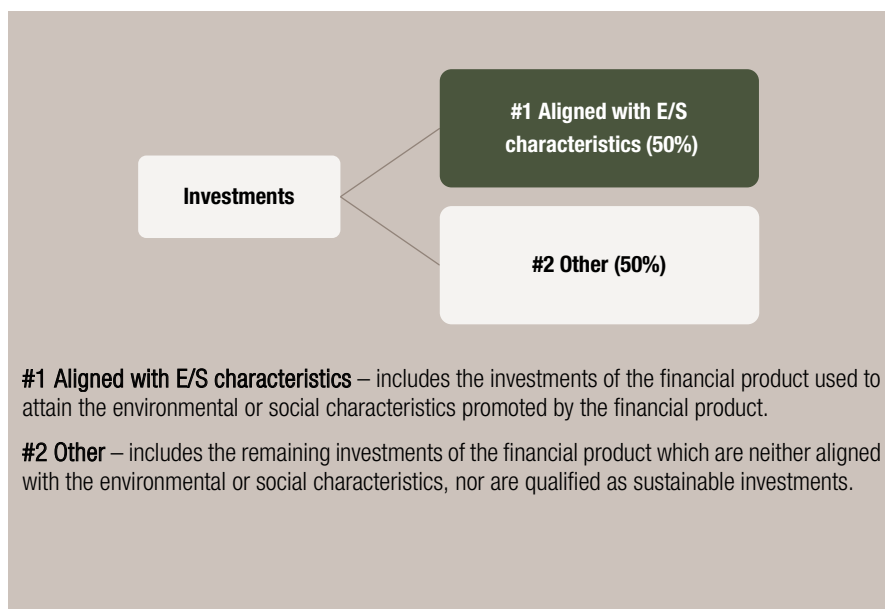 #1 Aligned with E/S
characteristics (50%)
Investments
#2 Other (50%)
#1 Aligned with E/S characteristics – includes the investments of the financial product used to
attain the environmental or social characteristics promoted by the financial product.
#2 Other – includes the remaining investments of the financial product which are neither aligned
with the environmental or social characteristics, nor are qualified as sustainable investments.